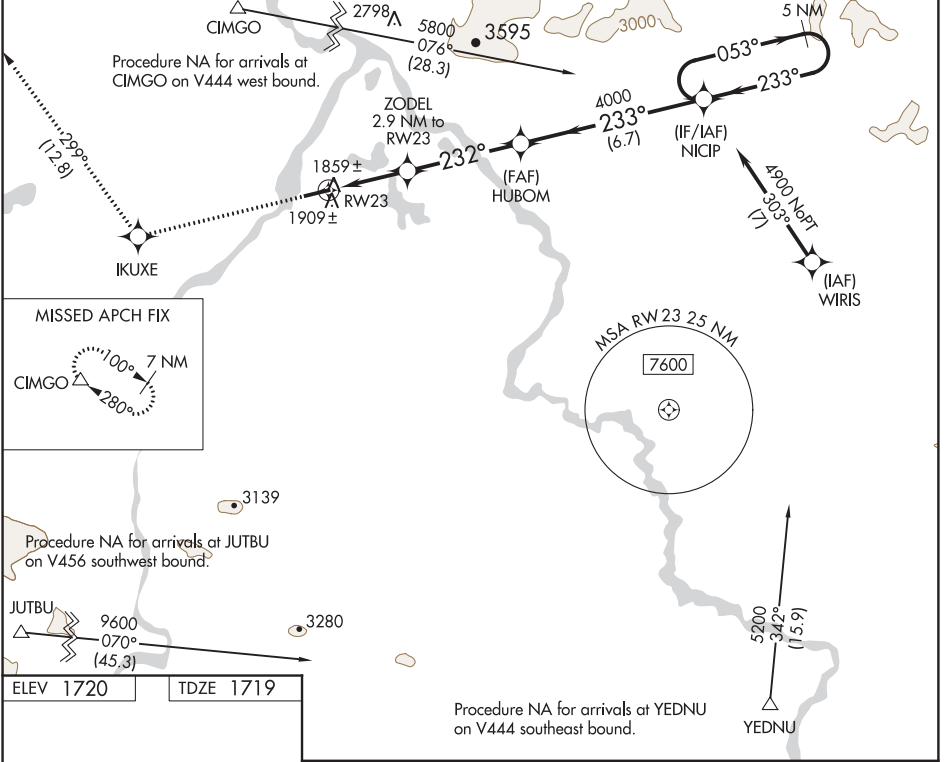 CIMGO
2798
5800
076°
(28.3)
3595
3000
5 NM
Procedure NA for arrivals at
CIMGO on V444 west bound.
053°
233°
4000
233°
(6.7)
(IF/IAF)
NICIP
ZODEL
2.9 NM to
RW23
232°
(FAF)
HUBOM
299°
(12.8)
1859±
RW23
1909±
4900 NoPT
303°
(7)
IKUXE
(IAF)
WIRIS
MISSED APCH FIX
100°
7 NM
CIMGO
280°
MSA RW 23 25 NM
7600
3139
Procedure NA for arrivals at JUTBU
on V456 southwest bound.
JUTBU
9600
070°
(45.3)
3280
5200
342°
(15.9)
ELEV 1720
TDZE 1719
Procedure NA for arrivals at YEDNU
on V444 southeast bound.
YEDNU